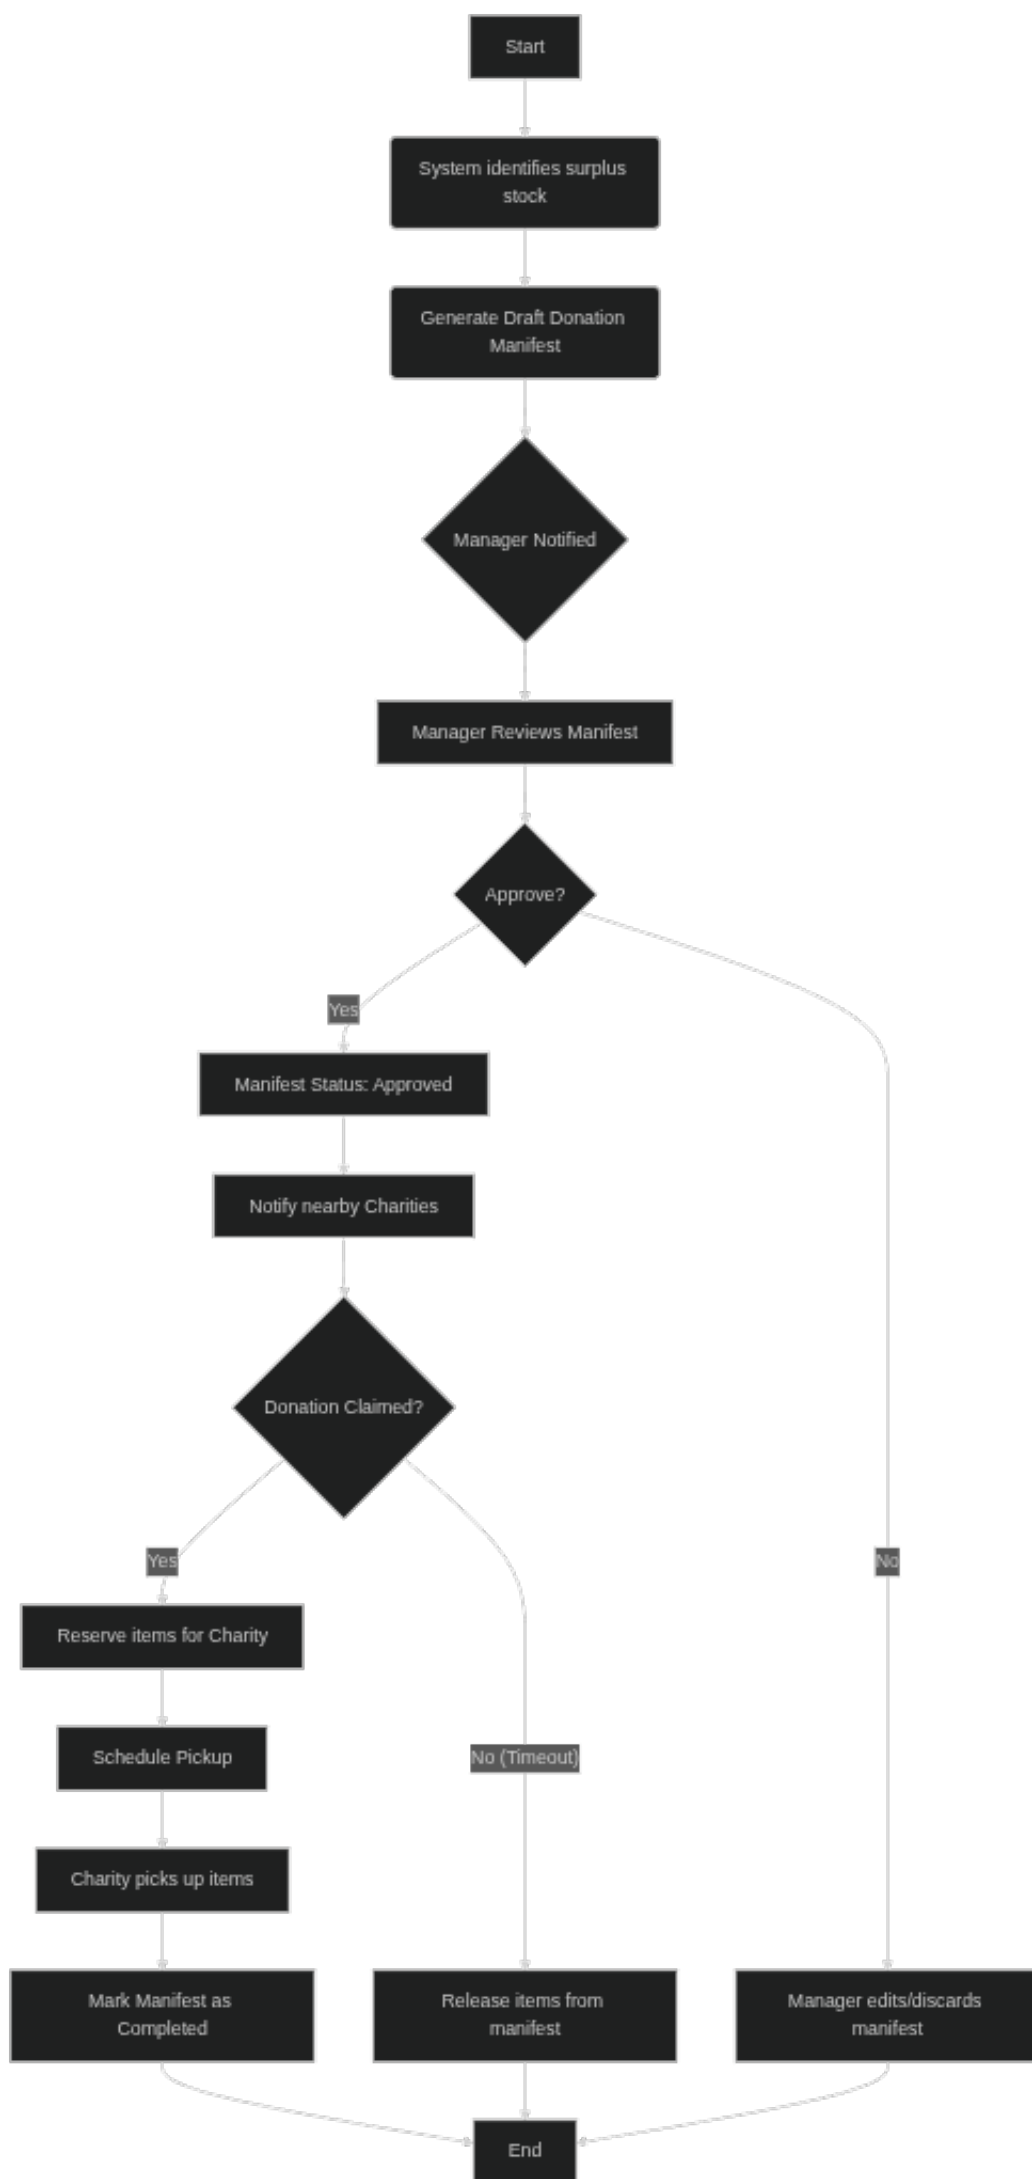 Start
System identifies surplus
stock
Generate Draft Donation
Manifest
Manager Notified
Manager Reviews Manifest
Approve?
Yes
Manifest Status: Approved
Notify nearby Charities
Donation Claimed?
Yes
No
Reserve items for Charity
Schedule Pickup
No (Timeout)
Charity picks up items
Mark Manifest as
Completed
Release items from
manifest
Manager edits/discards
manifest
End